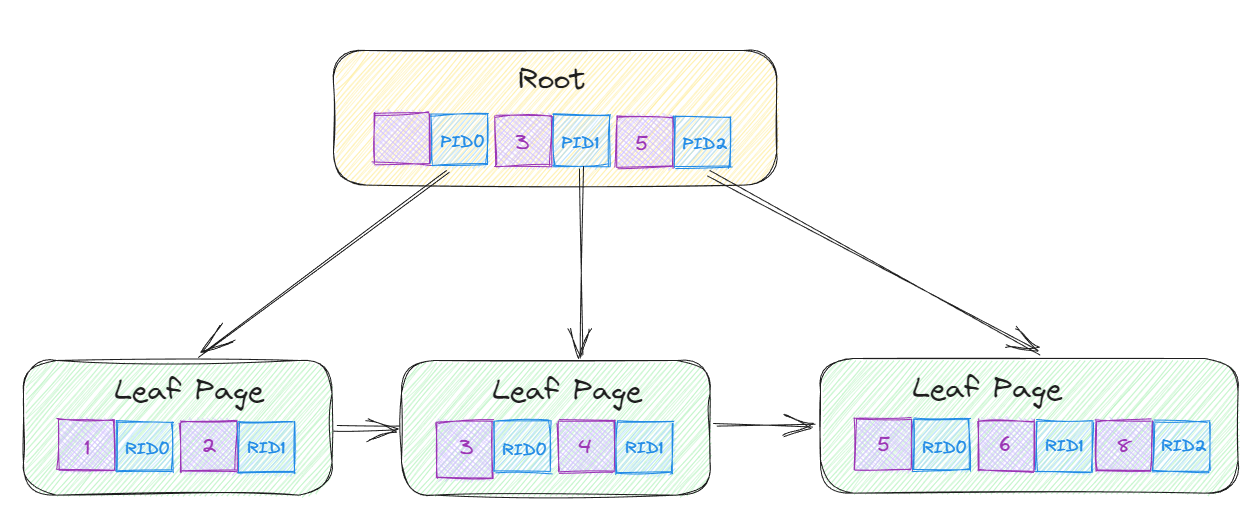 Root
PID0 3 PID1 5 PID2
Leaf Page
1 RID0 2 RID1
Leaf Page
3 RID0 4 RID1
Leaf Page
5 RID0 6 RID1 8 RID2